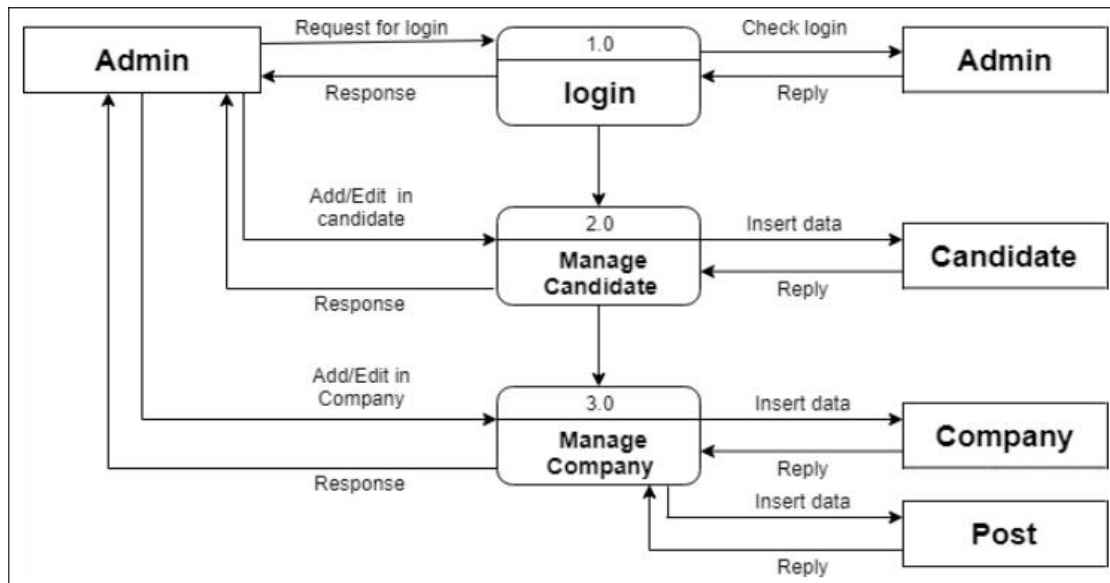 Request for login
Check login
1.0
Admin
login
Admin
Response
Reply
Add/Edit in
candidate
2.0
Insert data
Manage
Candidate
Candidate
Response
Reply
Add/Edit in
Company
3.0
Insert data
Manage
Company
Company
Response
Reply
Insert data
Post
Reply